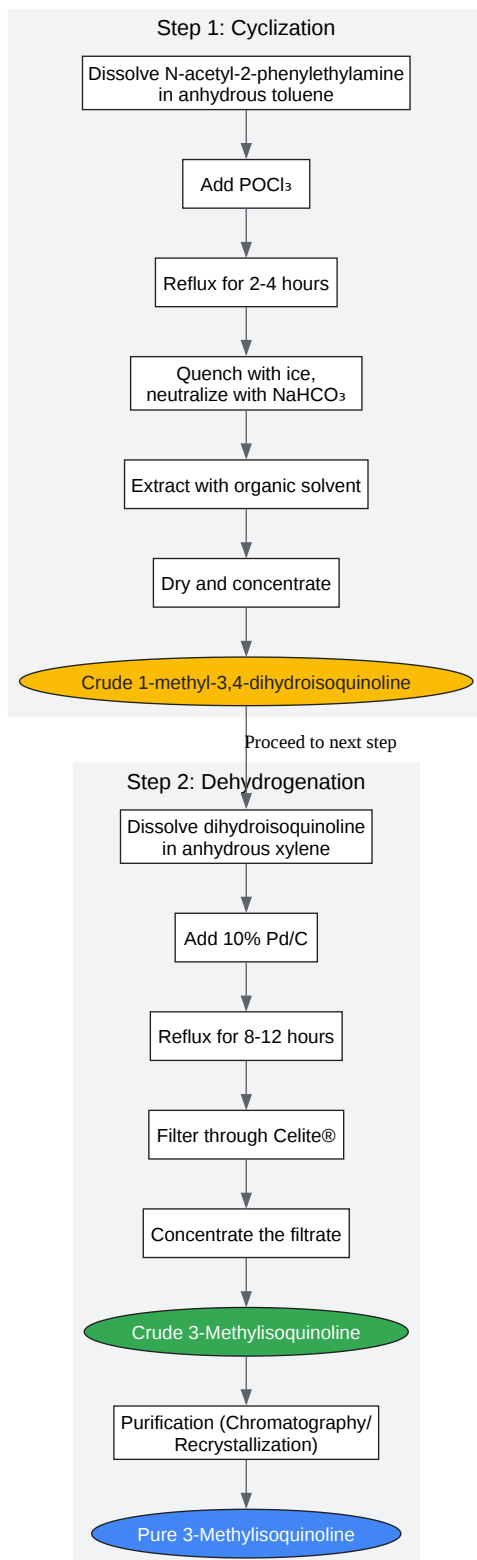 Step 1: Cyclization
Dissolve N-acetyl-2-phenylethylamine
in anhydrous toluene
Add POCl₃
Reflux for 2-4 hours
Quench with ice,
neutralize with NaHCO₃
Extract with organic solvent
Dry and concentrate
Crude 1-methyl-3,4-dihydroisoquinoline
Proceed to next step
Step 2: Dehydrogenation
Dissolve dihydroisoquinoline
in anhydrous xylene
Add 10% Pd/C
Reflux for 8-12 hours
Filter through Celite®
Concentrate the filtrate
Crude 3-Methylisoquinoline
Purification (Chromatography/
Recrystallization)
Pure 3-Methylisoquinoline